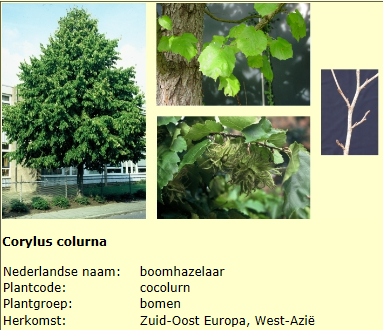 Corylus colurna
Nederlandse naam: boomhazelaar
Plantcode: cocolurn
Plantgroep: bomen
Herkomst: Zuid-Oost Europa, West-Azië